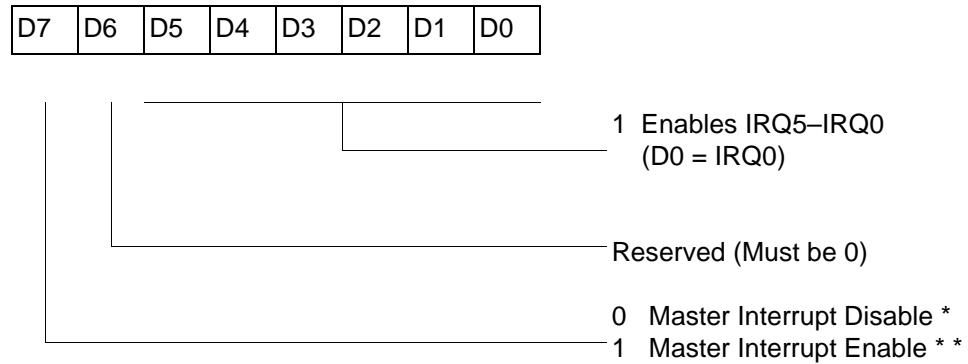 D7 D6 D5 D4 D3 D2 D1 D0
1 Enables IRQ5–IRQ0
(D0 = IRQ0)
Reserved (Must be 0)
0 Master Interrupt Disable *
1 Master Interrupt Enable * *